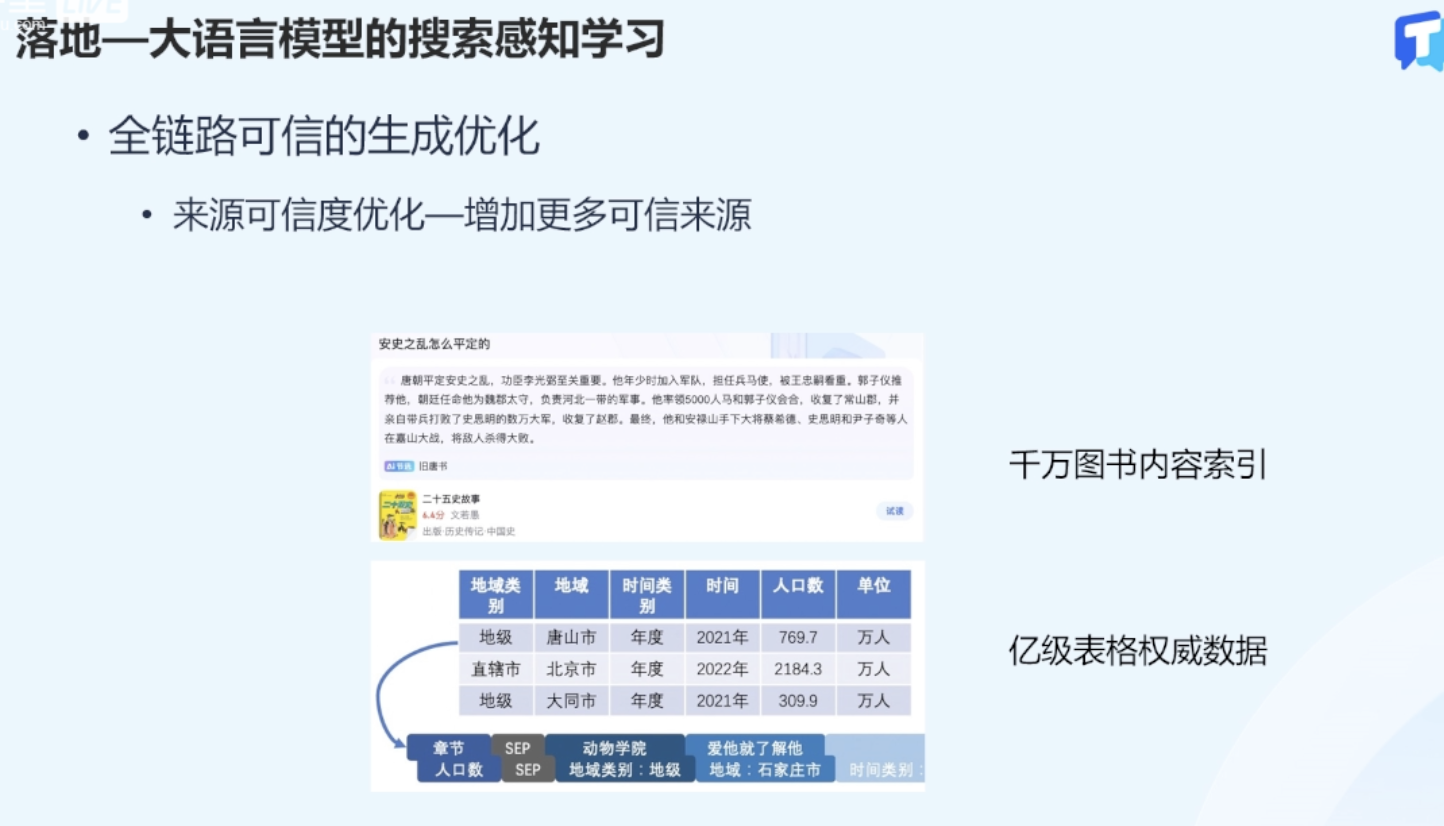 LIVE
落地—大语言模型的搜索感知学习
• 全链路可信的生成优化
• 来源可信度优化—增加更多可信来源
安史之乱怎么平定的
唐朝平定安史之乱，功臣李光弼至关重要。他年少时加入军队，担任兵马使，被王忠嗣看重。郭子仪推
荐他，朝廷任命他为魏郡太守，负责河北一带的军事。他率领5000人马和郭子仪会合，收复了常山郡，并
亲自带兵打败了史思明的数万大军，收复了赵郡。最终，他和安禄山手下大将蔡希德、史思明和尹子奇等人
在嘉山大战，将敌人杀得大败。
旧唐书
二十五史故事
6.4分 文若愚
出版·历史传记·中国史
试读
千万图书内容索引
地域类别 地域 时间类别 时间 人口数 单位
地级 唐山市 年度 2021年 769.7 万人
直辖市 北京市 年度 2022年 2184.3 万人
地级 大同市 年度 2021年 309.9 万人
亿级表格权威数据
章节 SEP 动物学院 爱他就了解他
人口数 SEP 地域类别：地级 地域：石家庄市 时间类别：